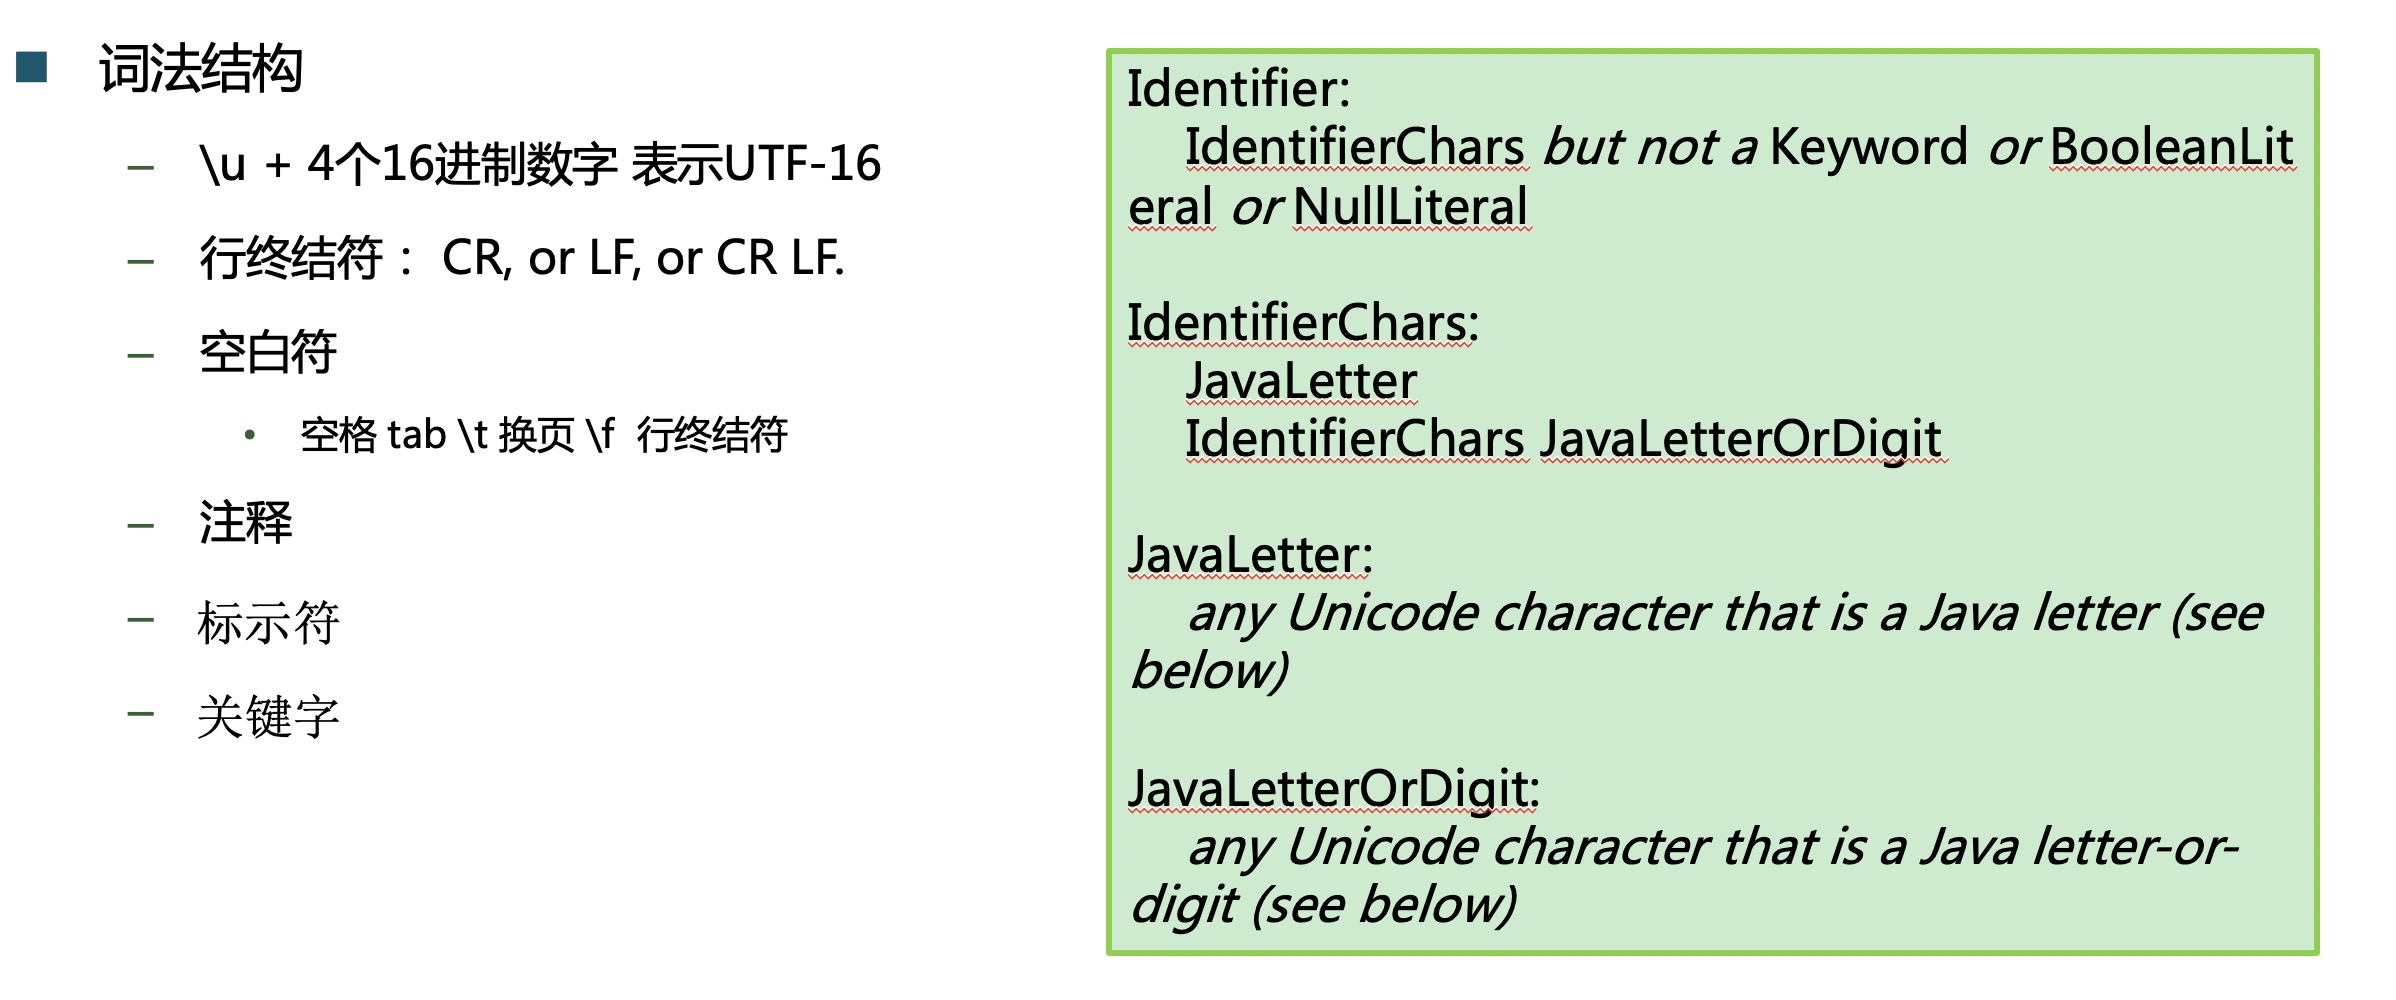 词法结构
\u + 4个16进制数字 表示UTF-16
行终结符： CR, or LF, or CR LF.
空白符
空格 tab \t 换页 \f 行终结符
注释
标示符
关键字
Identifier:
IdentifierChars but not a Keyword or BooleanLit
eral or NullLiteral
IdentifierChars:
JavaLetter
IdentifierChars JavaLetterOrDigit
JavaLetter:
any Unicode character that is a Java letter (see
below)
JavaLetterOrDigit:
any Unicode character that is a Java letter-or-
digit (see below)